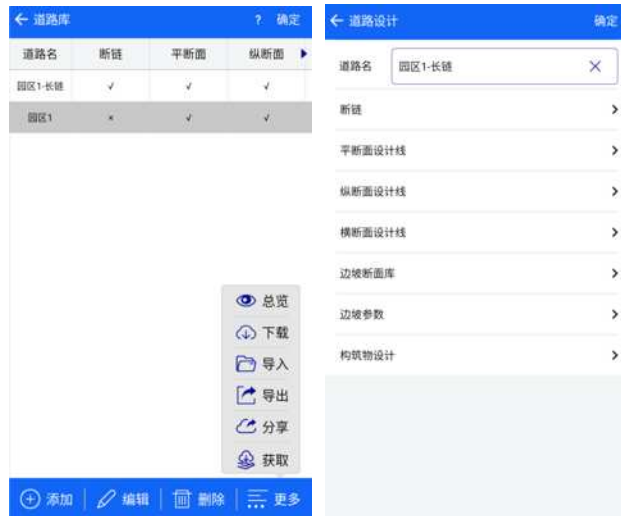 道路库 ? 确定
道路名 断链 平断面 纵断面
园区1-长链 √ √ √
园区1 × √ √
总览
下载
导入
导出
分享
获取
添加 编辑 删除 更多
道路设计 确定
道路名 园区1-长链
断链
平断面设计线
纵断面设计线
横断面设计线
边坡断面库
边坡参数
构筑物设计